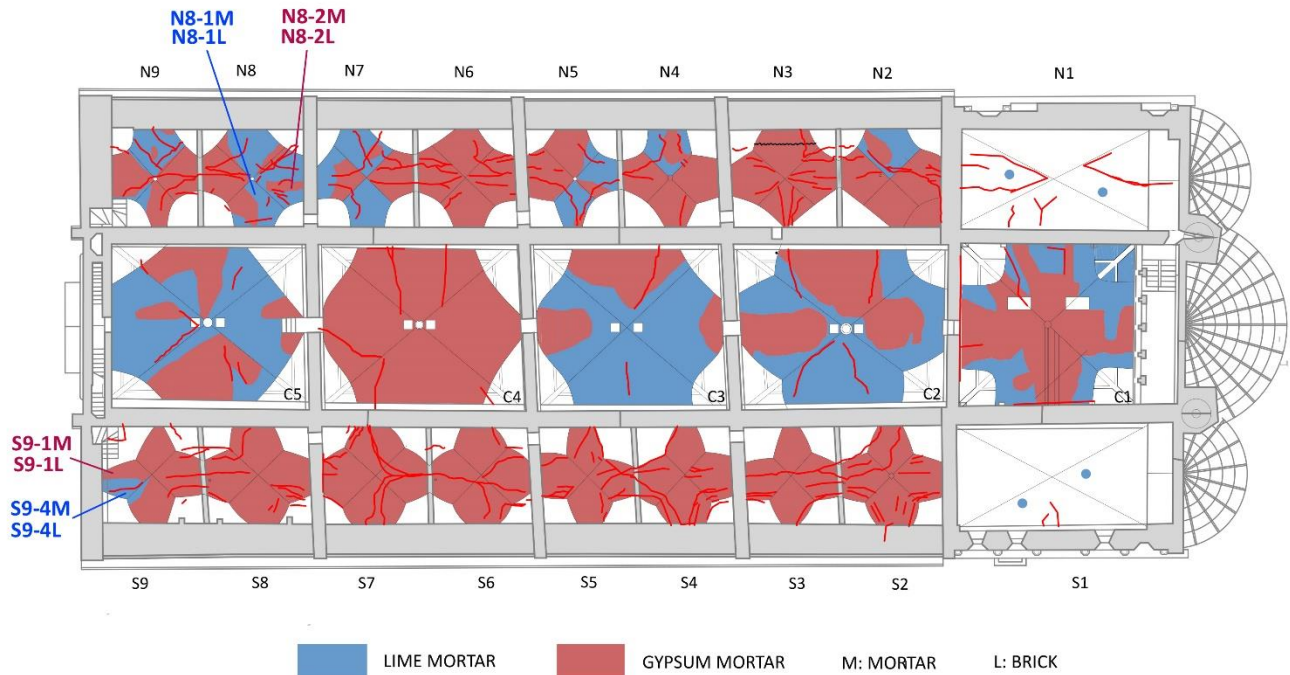 N8-1M
N8-1L
N8-2M
N8-2L
N9 N8 N7 N6 N5 N4 N3 N2 N1
C5 C4 C3 C2 C1
S9-1M
S9-1L
S9-4M
S9-4L
S9 S8 S7 S6 S5 S4 S3 S2 S1
LIME MORTAR GYPSUM MORTAR M: MORTAR L: BRICK